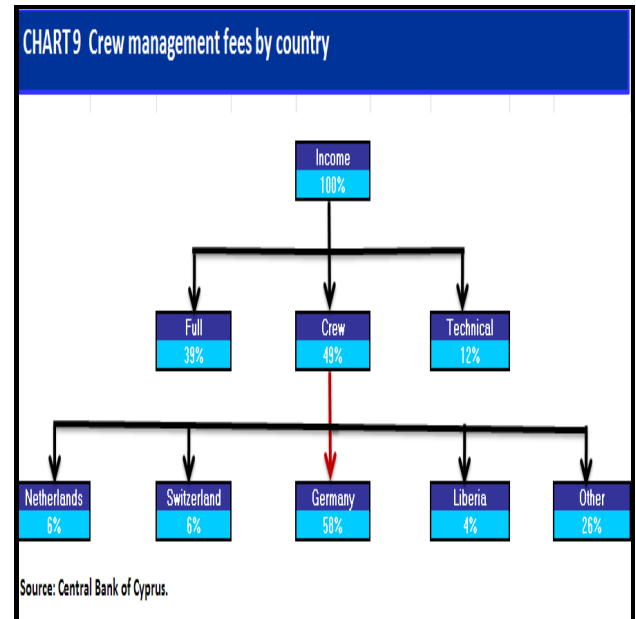 CHART 9 Crew management fees by country
Income
100%
Full
39%
Crew
49%
Technical
12%
Netherlands
6%
Switzerland
6%
Germany
58%
Liberia
4%
Other
26%
Source: Central Bank of Cyprus.